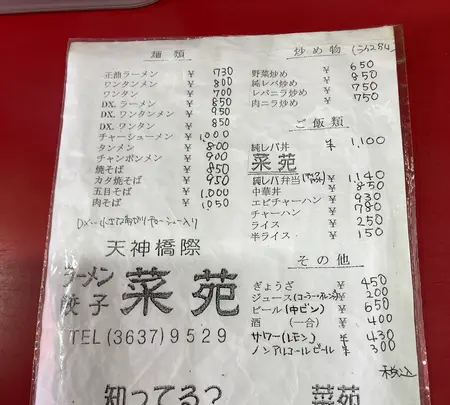 麺類
正油ラーメン ¥ 730
ワンタンメン ¥ 800
ワンタン ¥ 700
DX.ラーメン ¥ 850
DX.ワンタンメン ¥ 950
DX.ワンタン ¥ 850
チャーシューメン ¥ 1,000
タンメン ¥ 800
チャンポンメン ¥ 900
焼そば ¥ 850
カタ焼そば ¥ 950
五目そば ¥ 1,000
肉そば ¥ 1,050
炒め物
野菜炒め ¥ 650
純レバ炒め ¥ 850
レバニラ炒め ¥ 750
肉ニラ炒め ¥ 750
ご飯類
純レバ丼 ¥ 1,100
菜苑
純レバ弁当 ¥ 1,140
中華丼 ¥ 850
エビチャーハン ¥ 930
チャーハン ¥ 780
ライス ¥ 250
半ライス ¥ 150
その他
ぎょうざ ¥ 450
ジュース(コーラ・オレンジ) ¥ 200
ビール(中ビン) ¥ 650
酒 (一合) ¥ 400
サワー(レモン) ¥ 430
ノンアルコールビール ¥ 300
税込
天神橋際
ラーメン
餃子
菜苑
TEL (3637) 9529
知ってる?
菜苑